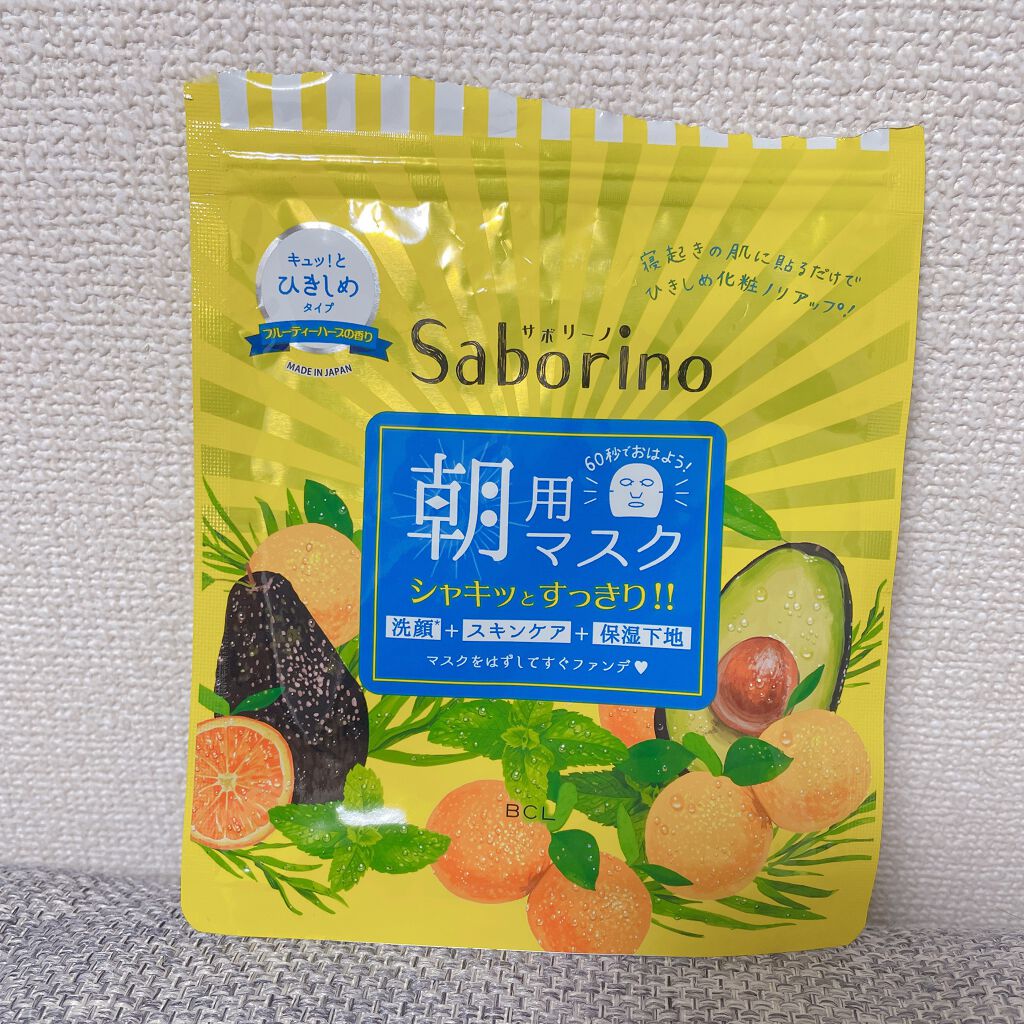 キュッ!と
ひきしめ
タイプ
フルーティーハーブの香り
MADE IN JAPAN
寝起きの肌に貼るだけで
ひきしめ化粧ノリアップ!
サボリーノ
Saborino
60秒でおはよう!
朝用マスク
シャキッとすっきり!!
洗顔*+スキンケア+保湿下地
マスクをはずしてすぐファンデ♥
BCL